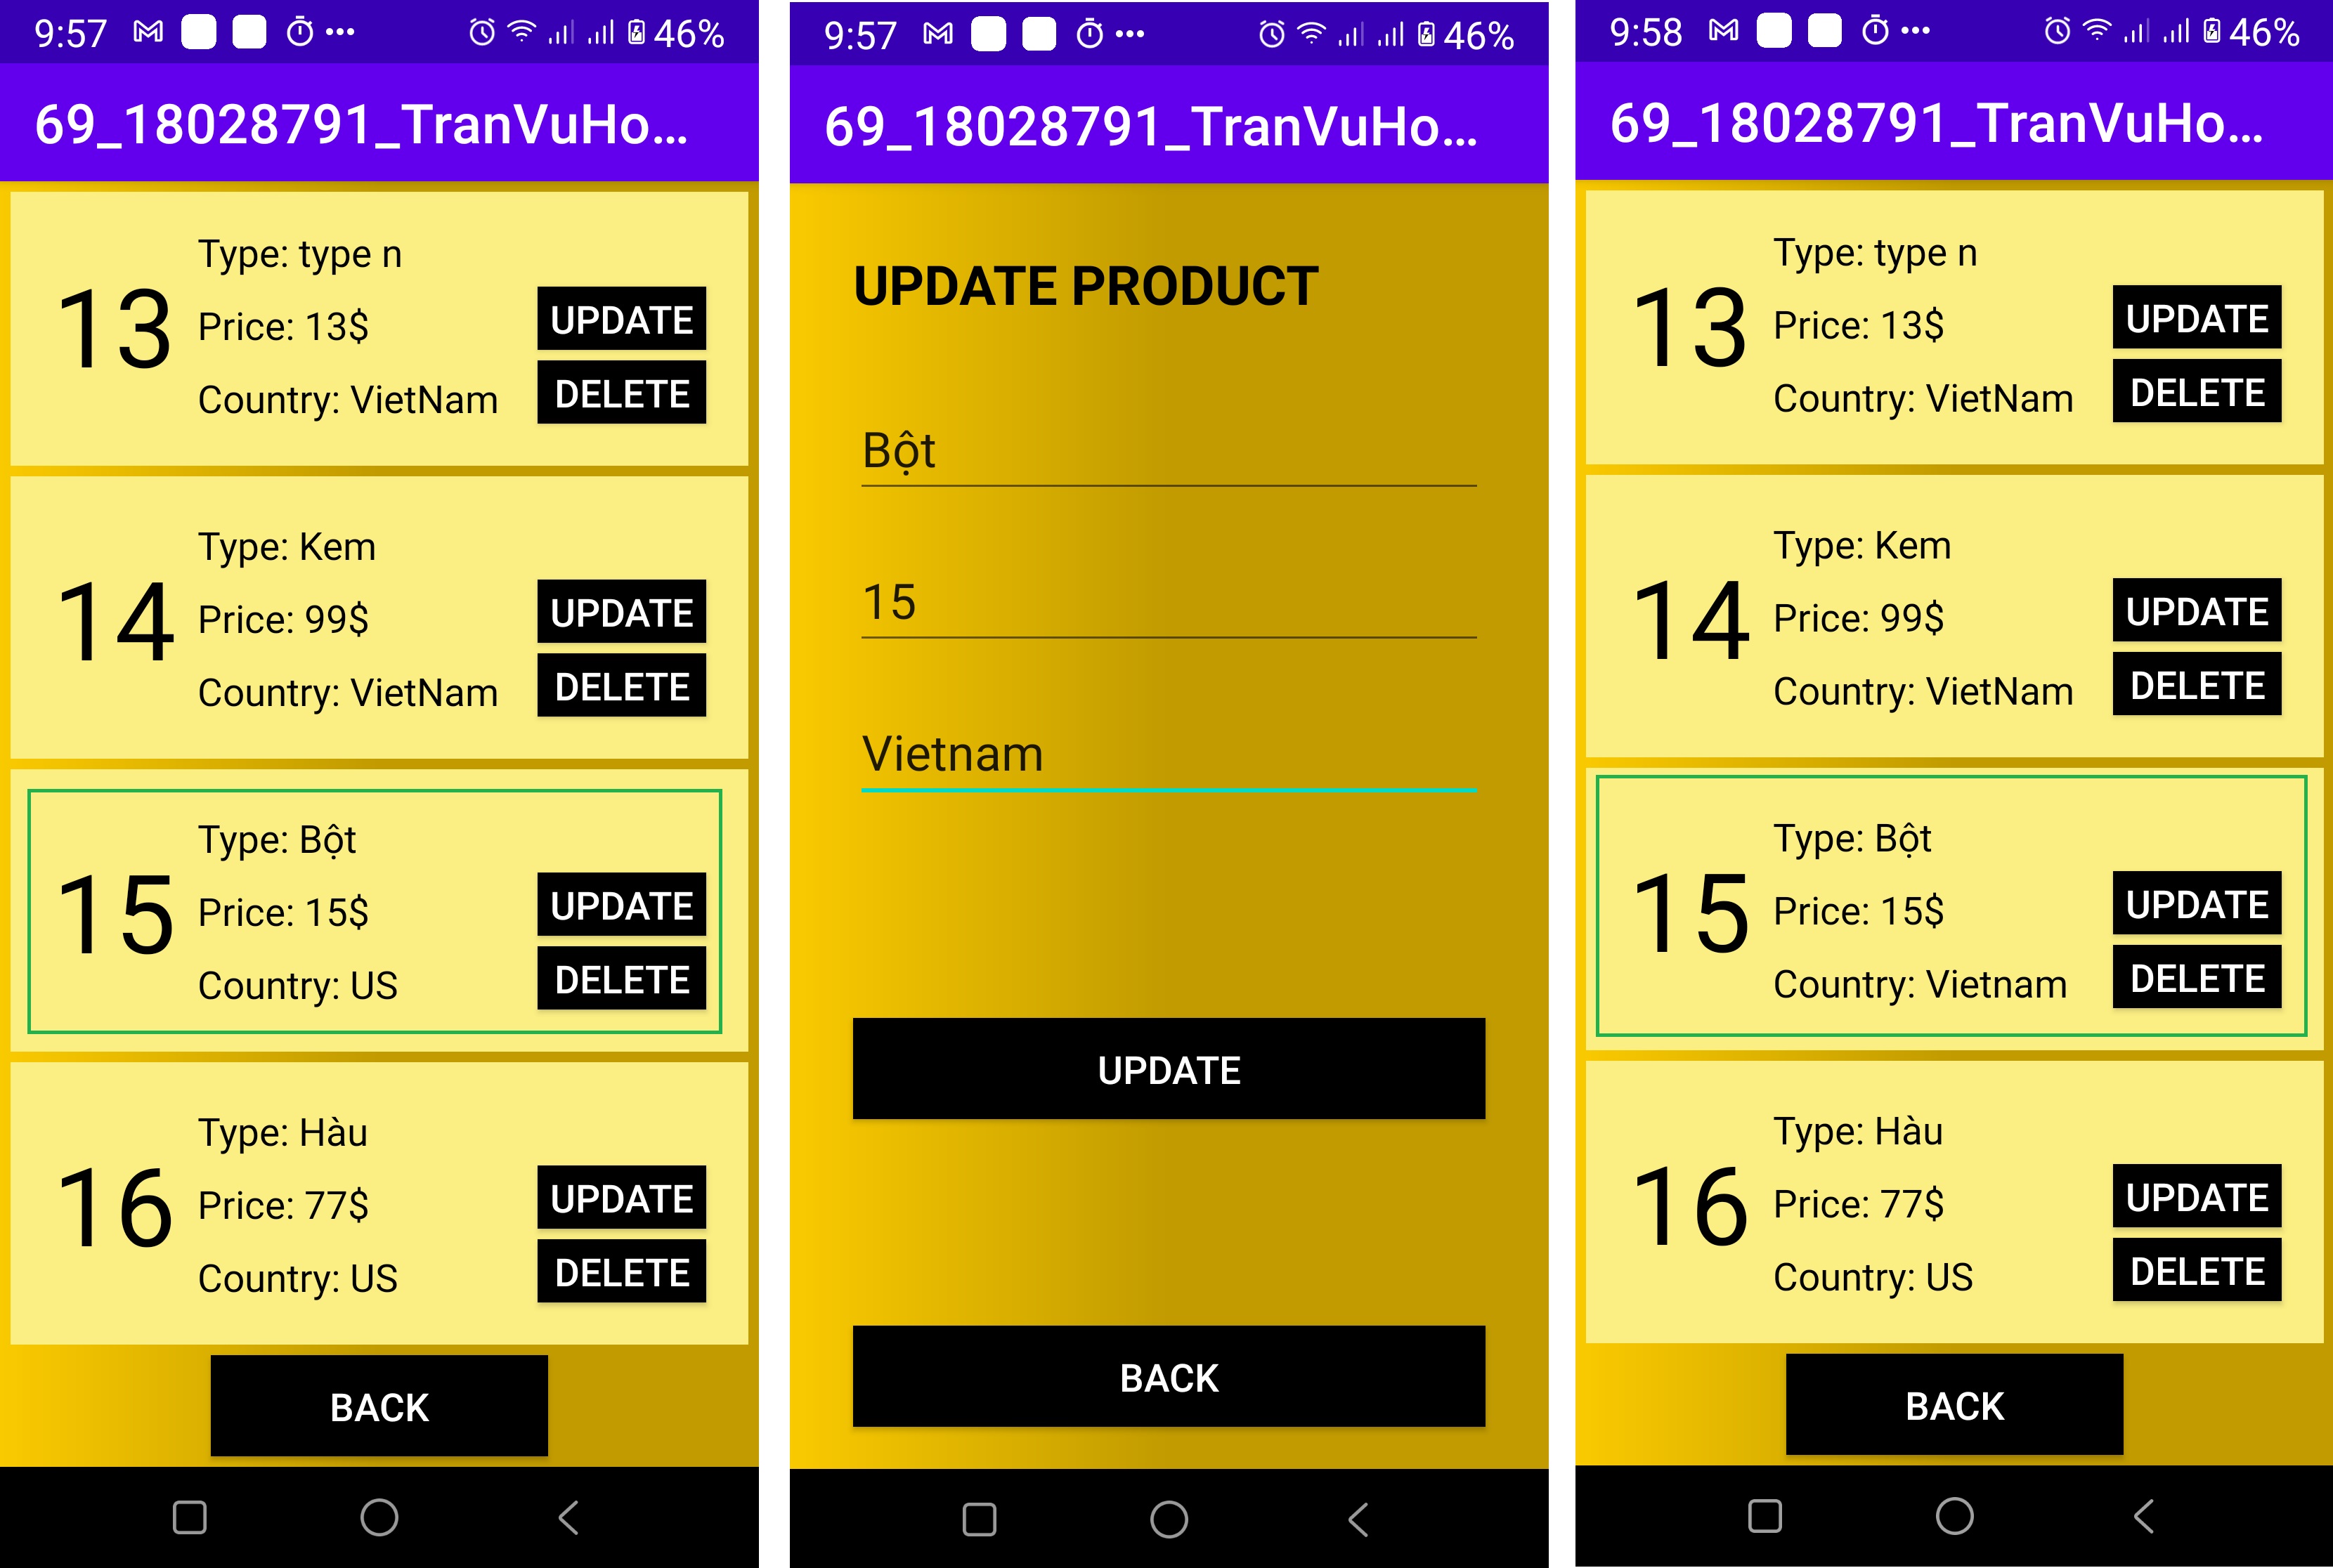 9:57 46%
69_18028791_TranVuHo...
13
Type: type n
Price: 13$
Country: VietNam
UPDATE
DELETE
14
Type: Kem
Price: 99$
Country: VietNam
UPDATE
DELETE
15
Type: Bột
Price: 15$
Country: US
UPDATE
DELETE
16
Type: Hàu
Price: 77$
Country: US
UPDATE
DELETE
BACK
9:57 46%
69_18028791_TranVuHo...
UPDATE PRODUCT
Bột
15
Vietnam
UPDATE
BACK
9:58 46%
69_18028791_TranVuHo...
13
Type: type n
Price: 13$
Country: VietNam
UPDATE
DELETE
14
Type: Kem
Price: 99$
Country: VietNam
UPDATE
DELETE
15
Type: Bột
Price: 15$
Country: Vietnam
UPDATE
DELETE
16
Type: Hàu
Price: 77$
Country: US
UPDATE
DELETE
BACK